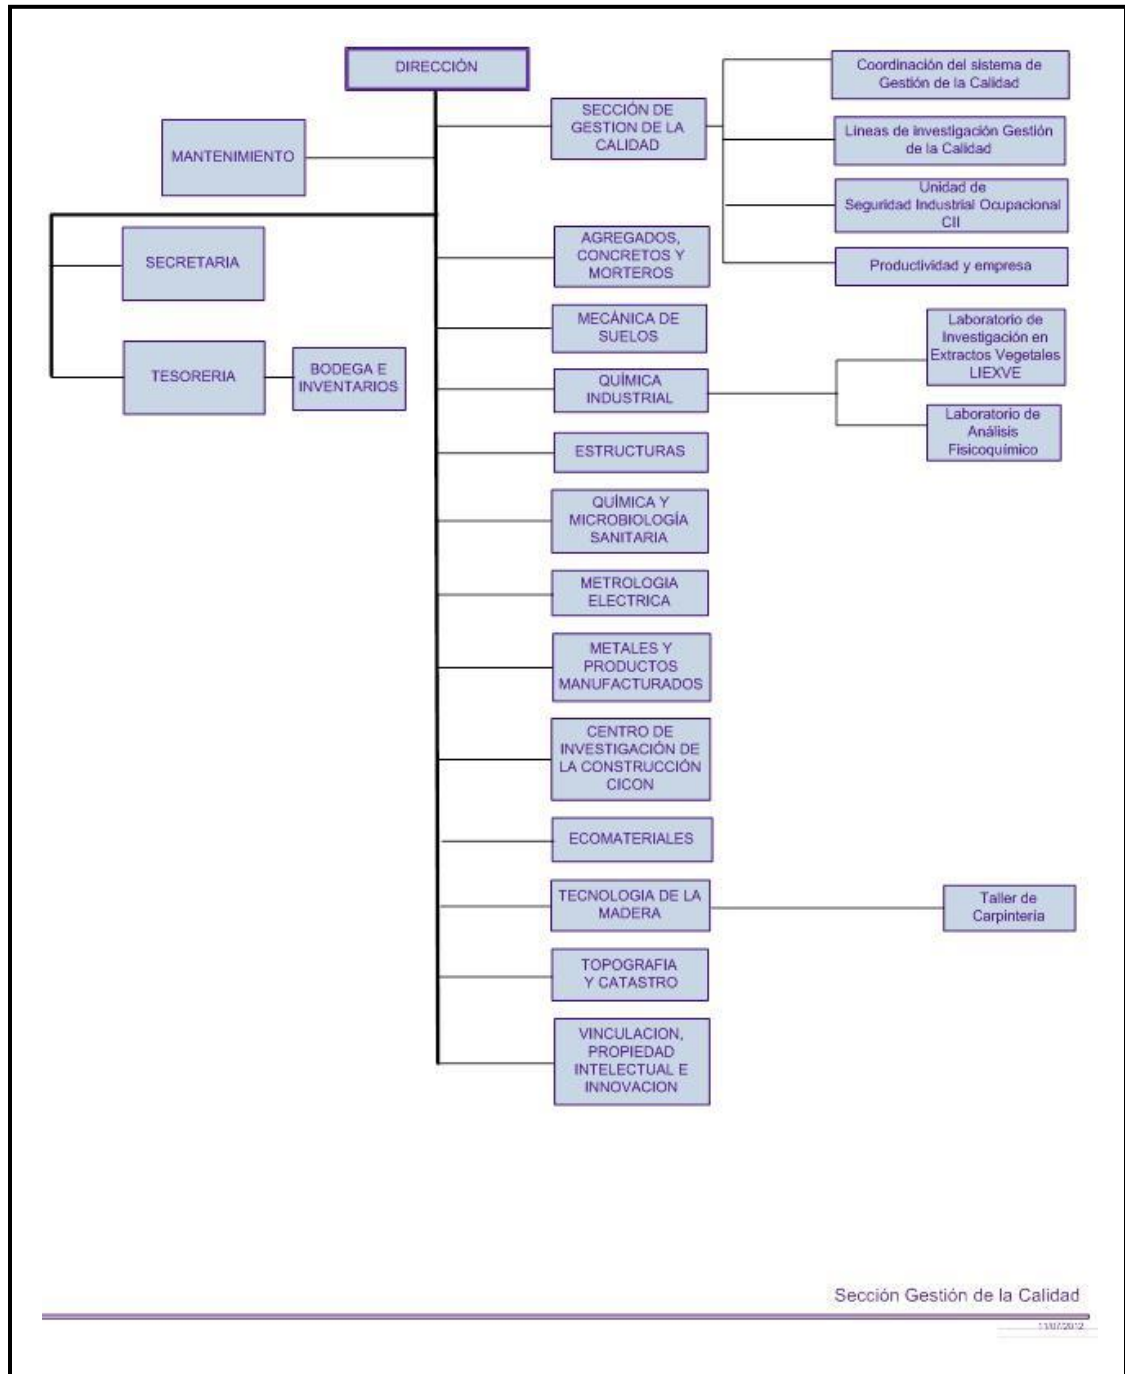 DIRECCIÓN
MANTENIMIENTO
SECRETARIA
TESORERIA
BODEGA E
INVENTARIOS
SECCIÓN DE
GESTION DE LA
CALIDAD
Coordinación del sistema de
Gestión de la Calidad
Líneas de investigación Gestión
de la Calidad
Unidad de
Seguridad Industrial Ocupacional
CII
Productividad y empresa
AGREGADOS,
CONCRETOS Y
MORTEROS
MECÁNICA DE
SUELOS
QUÍMICA
INDUSTRIAL
Laboratorio de
Investigación en
Extractos Vegetales
LIEXVE
Laboratorio de
Análisis
Fisicoquímico
ESTRUCTURAS
QUÍMICA Y
MICROBIOLOGÍA
SANITARIA
METROLOGIA
ELECTRICA
METALES Y
PRODUCTOS
MANUFACTURADOS
CENTRO DE
INVESTIGACIÓN DE
LA CONSTRUCCIÓN
CICON
ECOMATERIALES
TECNOLOGIA DE LA
MADERA
Taller de
Carpintería
TOPOGRAFIA
Y CATASTRO
VINCULACION,
PROPIEDAD
INTELECTUAL E
INNOVACION
Sección Gestión de la Calidad
11/07/2012